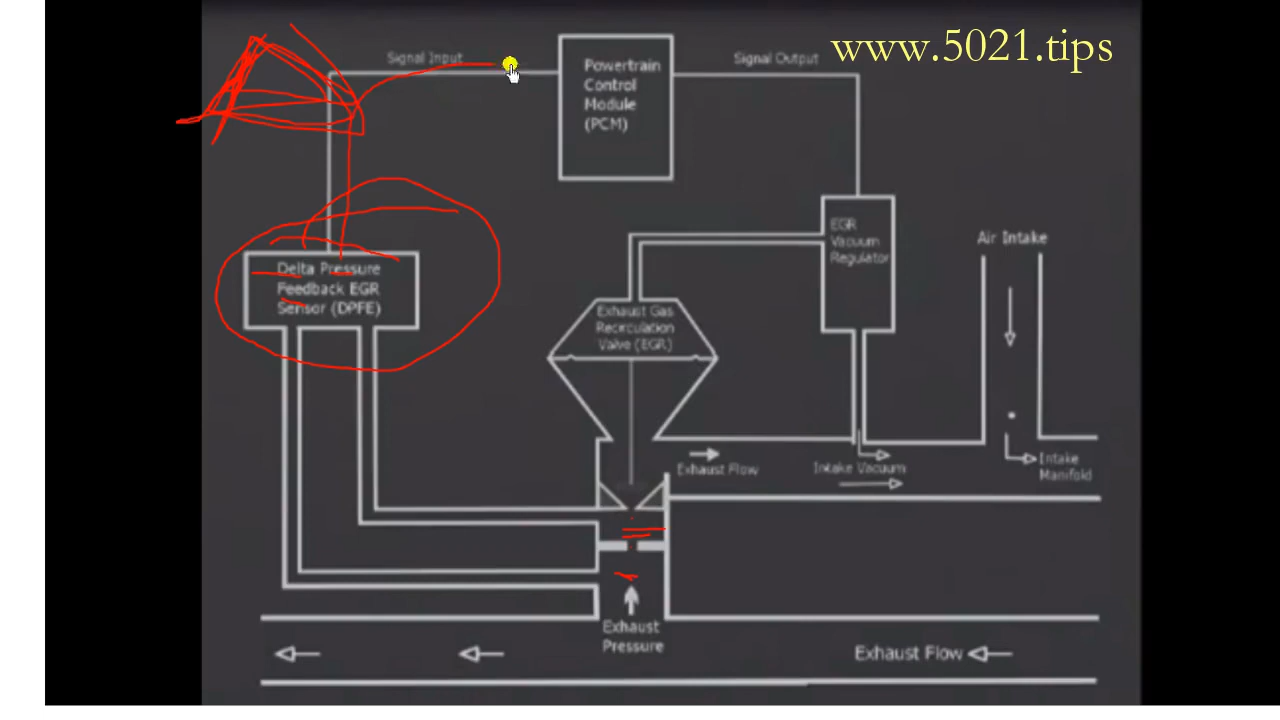 www.5021.tips
Signal Input
Powertrain
Control
Module
(PCM)
Signal Output
EGR
Vacuum
Regulator
Air Intake
Delta Pressure
Feedback EGR
Sensor (DPFE)
Exhaust Gas
Recirculation
Valve (EGR)
Exhaust Flow
Intake Vacuum
Intake
Manifold
Exhaust
Pressure
Exhaust Flow